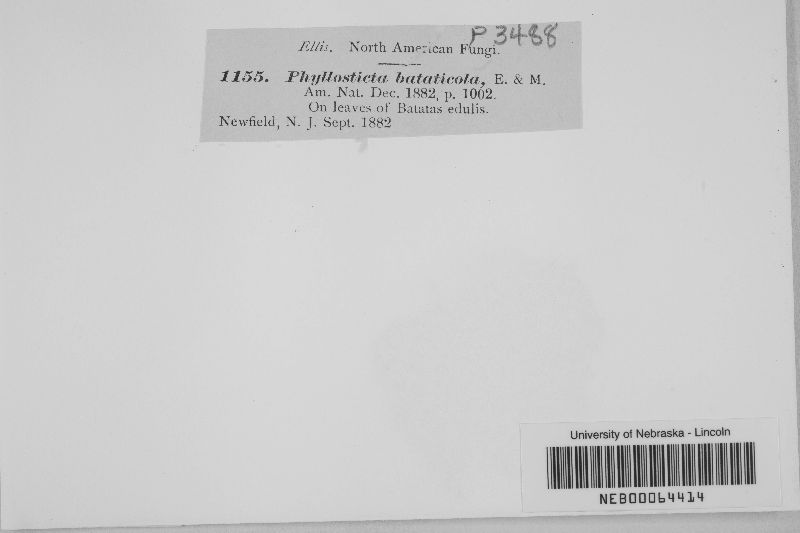 P 3488
Ellis. North American Fungi.
1155. Phyllosticta bataticola, E. & M.
Am. Nat. Dec. 1882, p. 1002.
On leaves of Batatas edulis.
Newfield, N. J. Sept. 1882
University of Nebraska - Lincoln
NEB00064414